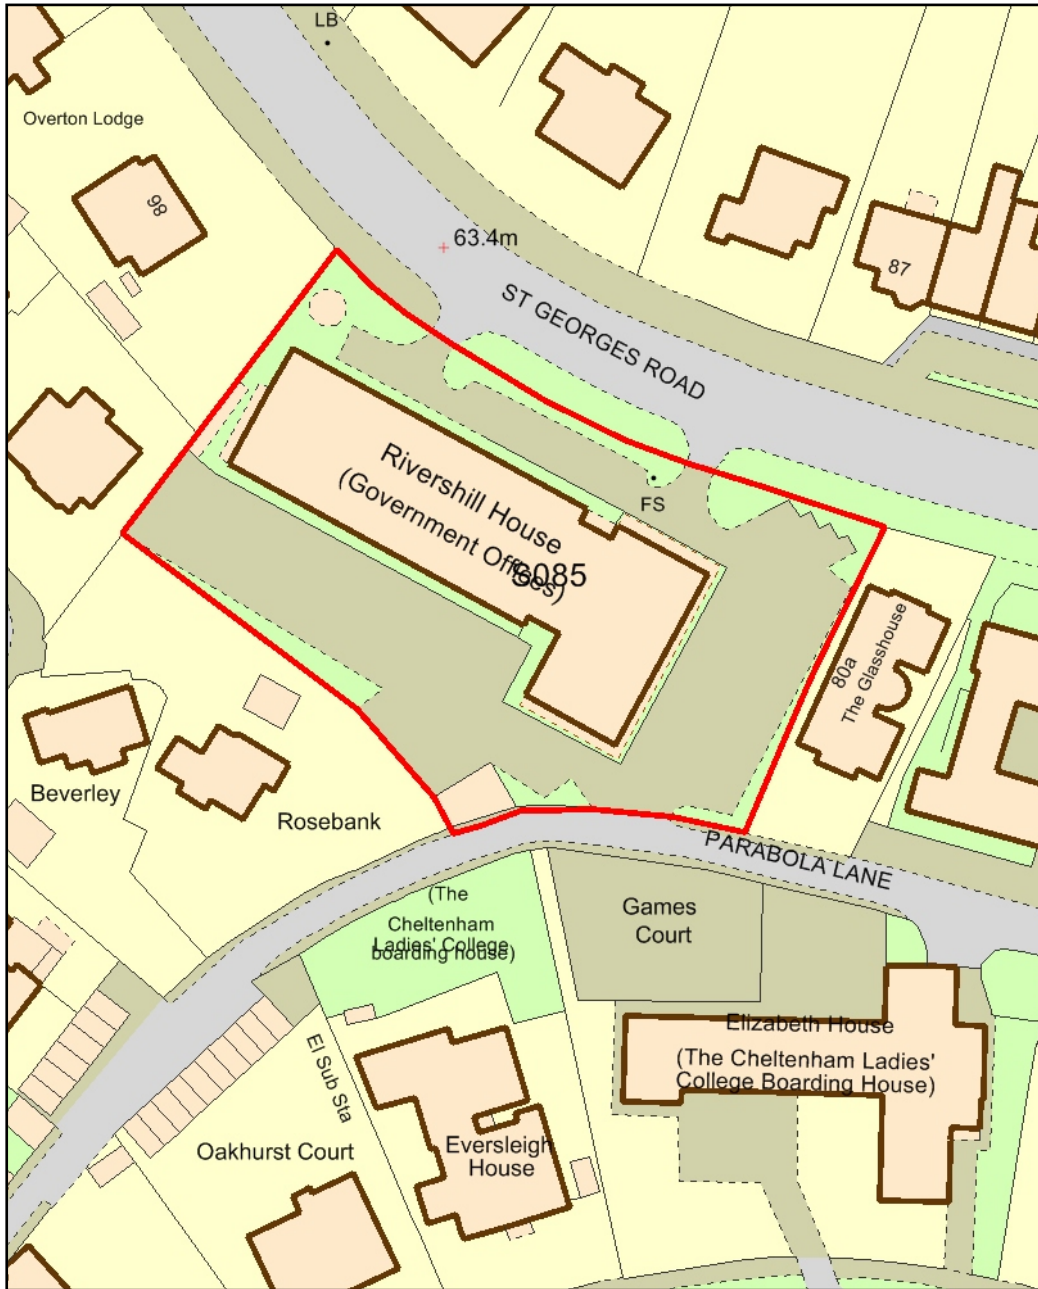 LB
Overton Lodge
98
63.4m
87
ST GEORGES ROAD
Rivershill House
(Government Offices)
S085
FS
80a
The Glasshouse
Beverley
Rosebank
PARABOLA LANE
(The
Cheltenham
Ladies' College
boarding house)
Games
Court
Elizabeth House
(The Cheltenham Ladies'
College Boarding House)
El Sub Sta
Oakhurst Court
Eversleigh
House